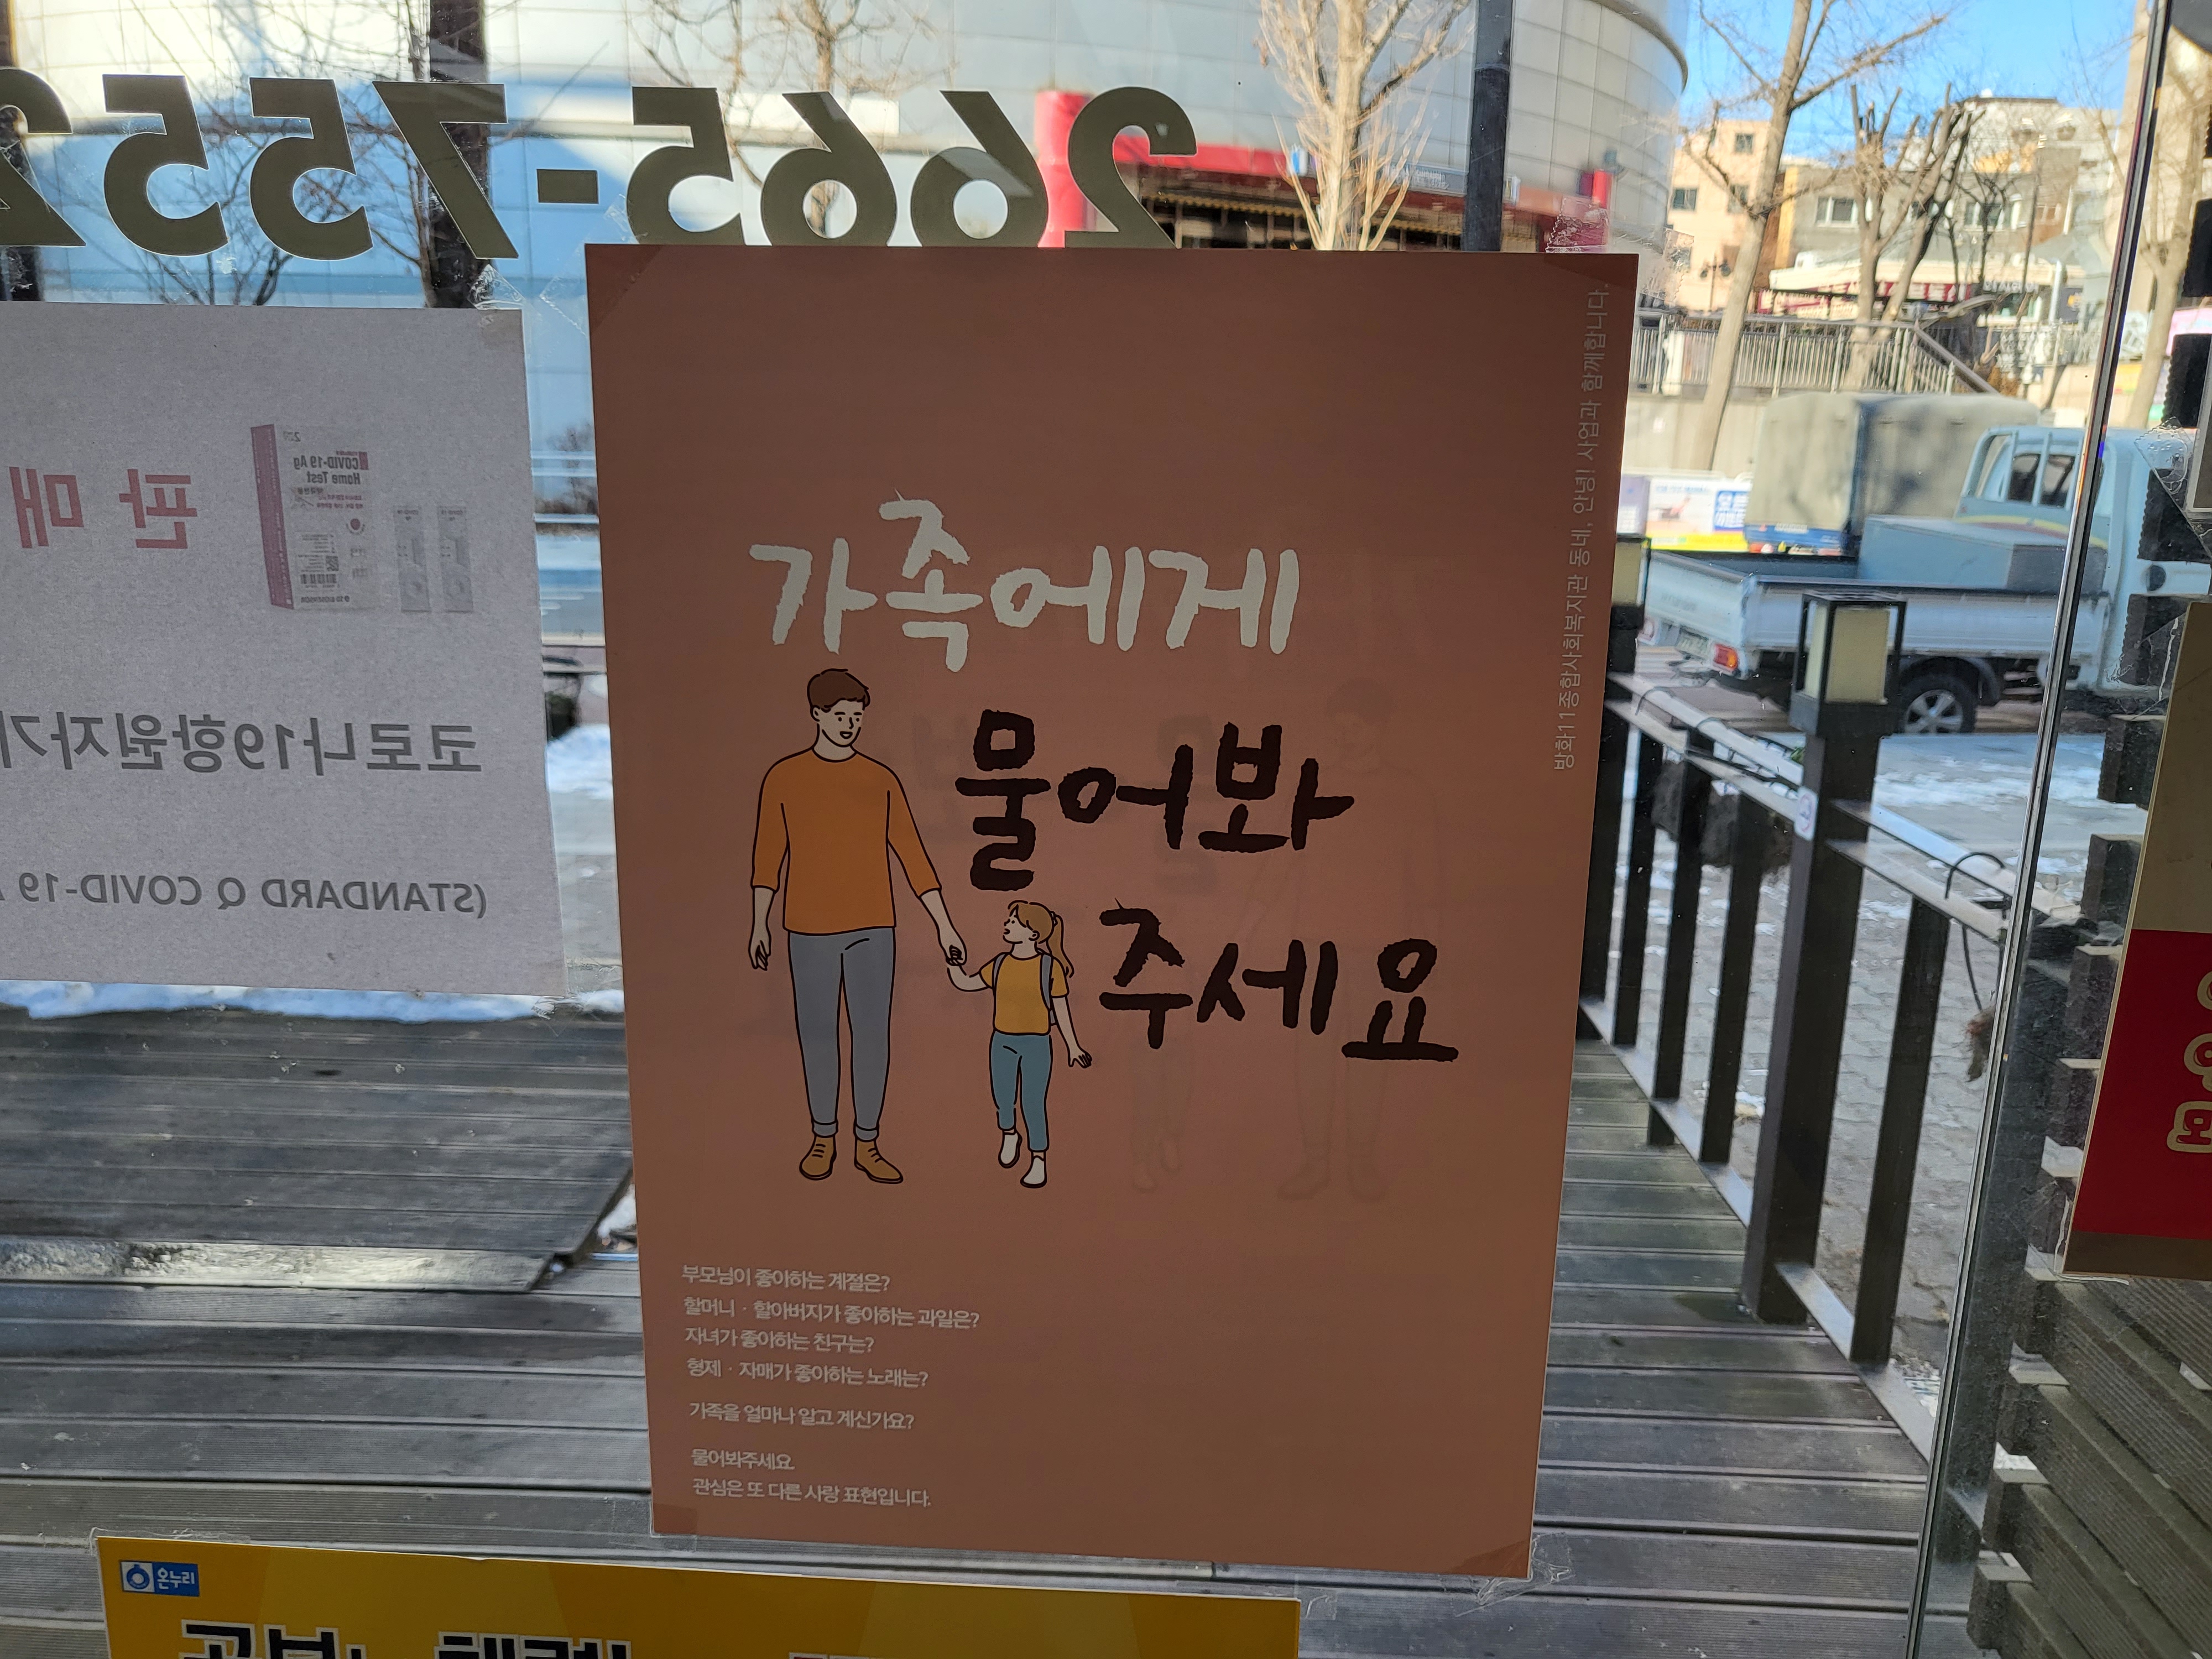 2665-7552
판매
COVID-19 Ag
Home Test
코로나19항원자가
(STANDARD Q COVID-19
방화11종합사회복지관 동네, 안녕! 사업과 함께합니다.
가족에게
물어봐
주세요
부모님이 좋아하는 계절은?
할머니 · 할아버지가 좋아하는 과일은?
자녀가 좋아하는 친구는?
형제 · 자매가 좋아하는 노래는?
가족을 얼마나 알고 계신가요?
물어봐주세요.
관심은 또 다른 사랑 표현입니다.
온누리